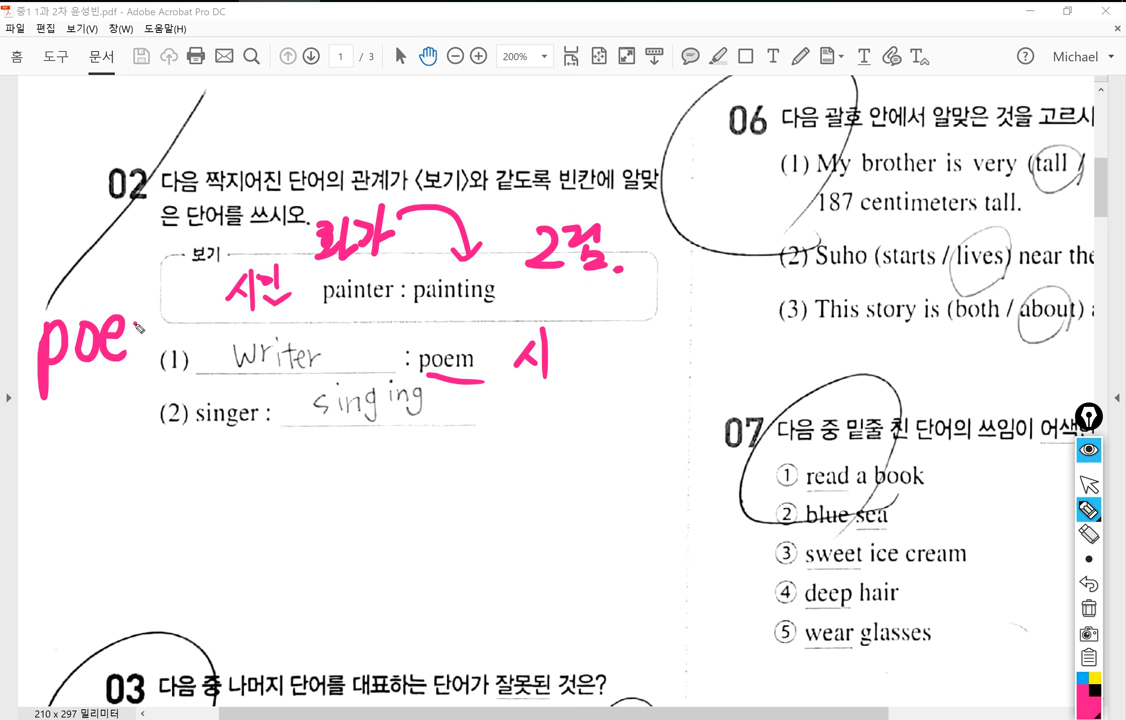 중1 1과 2차 윤성빈.pdf - Adobe Acrobat Pro DC
파일 편집 보기(V) 창(W) 도움말(H)
홈 도구 문서 1 / 3 200% Michael
02 다음 짝지어진 단어의 관계가 〈보기〉와 같도록 빈칸에 알맞
은 단어를 쓰시오.
화가
2점.
보기
시인
painter : painting
poe
(1) writer : poem 시
(2) singer : singing
03 다음 중 나머지 단어를 대표하는 단어가 잘못된 것은?
06 다음 괄호 안에서 알맞은 것을 고르시
(1) My brother is very (tall /
187 centimeters tall.
(2) Suho (starts / lives) near the
(3) This story is (both / about) a
07 다음 중 밑줄 친 단어의 쓰임이 어색한
① read a book
② blue sea
③ sweet ice cream
④ deep hair
⑤ wear glasses
210 x 297 밀리미터